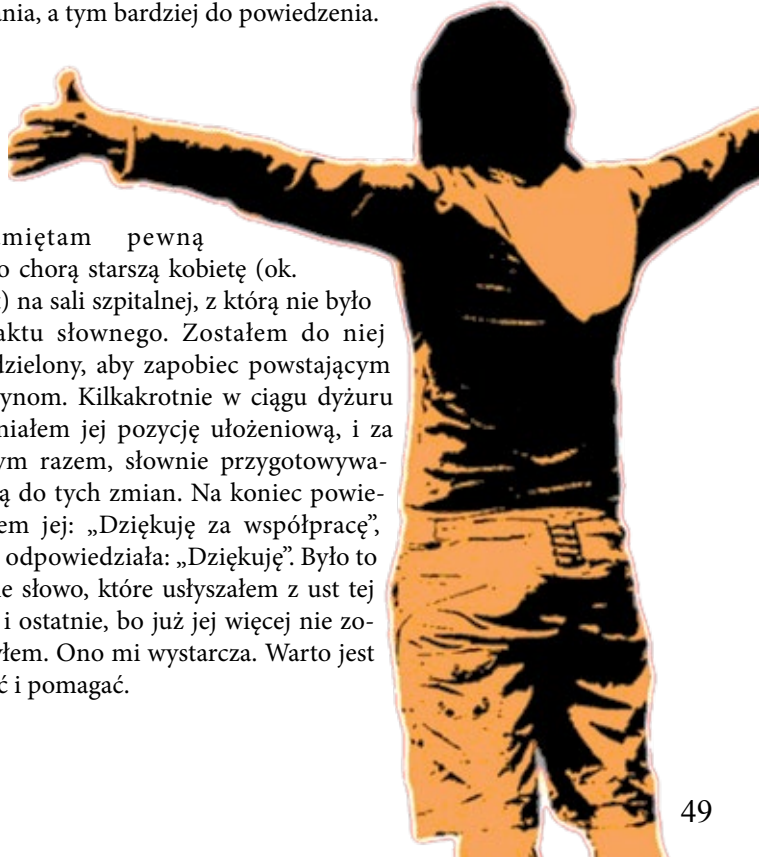 ania, a tym bardziej do powiedzenia.
miętam pewną
o chorą starszą kobietę (ok.
) na sali szpitalnej, z którą nie było
aktu słownego. Zostałem do niej
dzielony, aby zapobiec powstającym
ynom. Kilkakrotnie w ciągu dyżuru
niałem jej pozycję ułożeniową, i za
ym razem, słownie przygotowywa-
ą do tych zmian. Na koniec powie-
em jej: „Dziękuję za współpracę”,
odpowiedziała: „Dziękuję”. Było to
e słowo, które usłyszałem z ust tej
i ostatnie, bo już jej więcej nie zo-
yłem. Ono mi wystarcza. Warto jest
ć i pomagać.
49